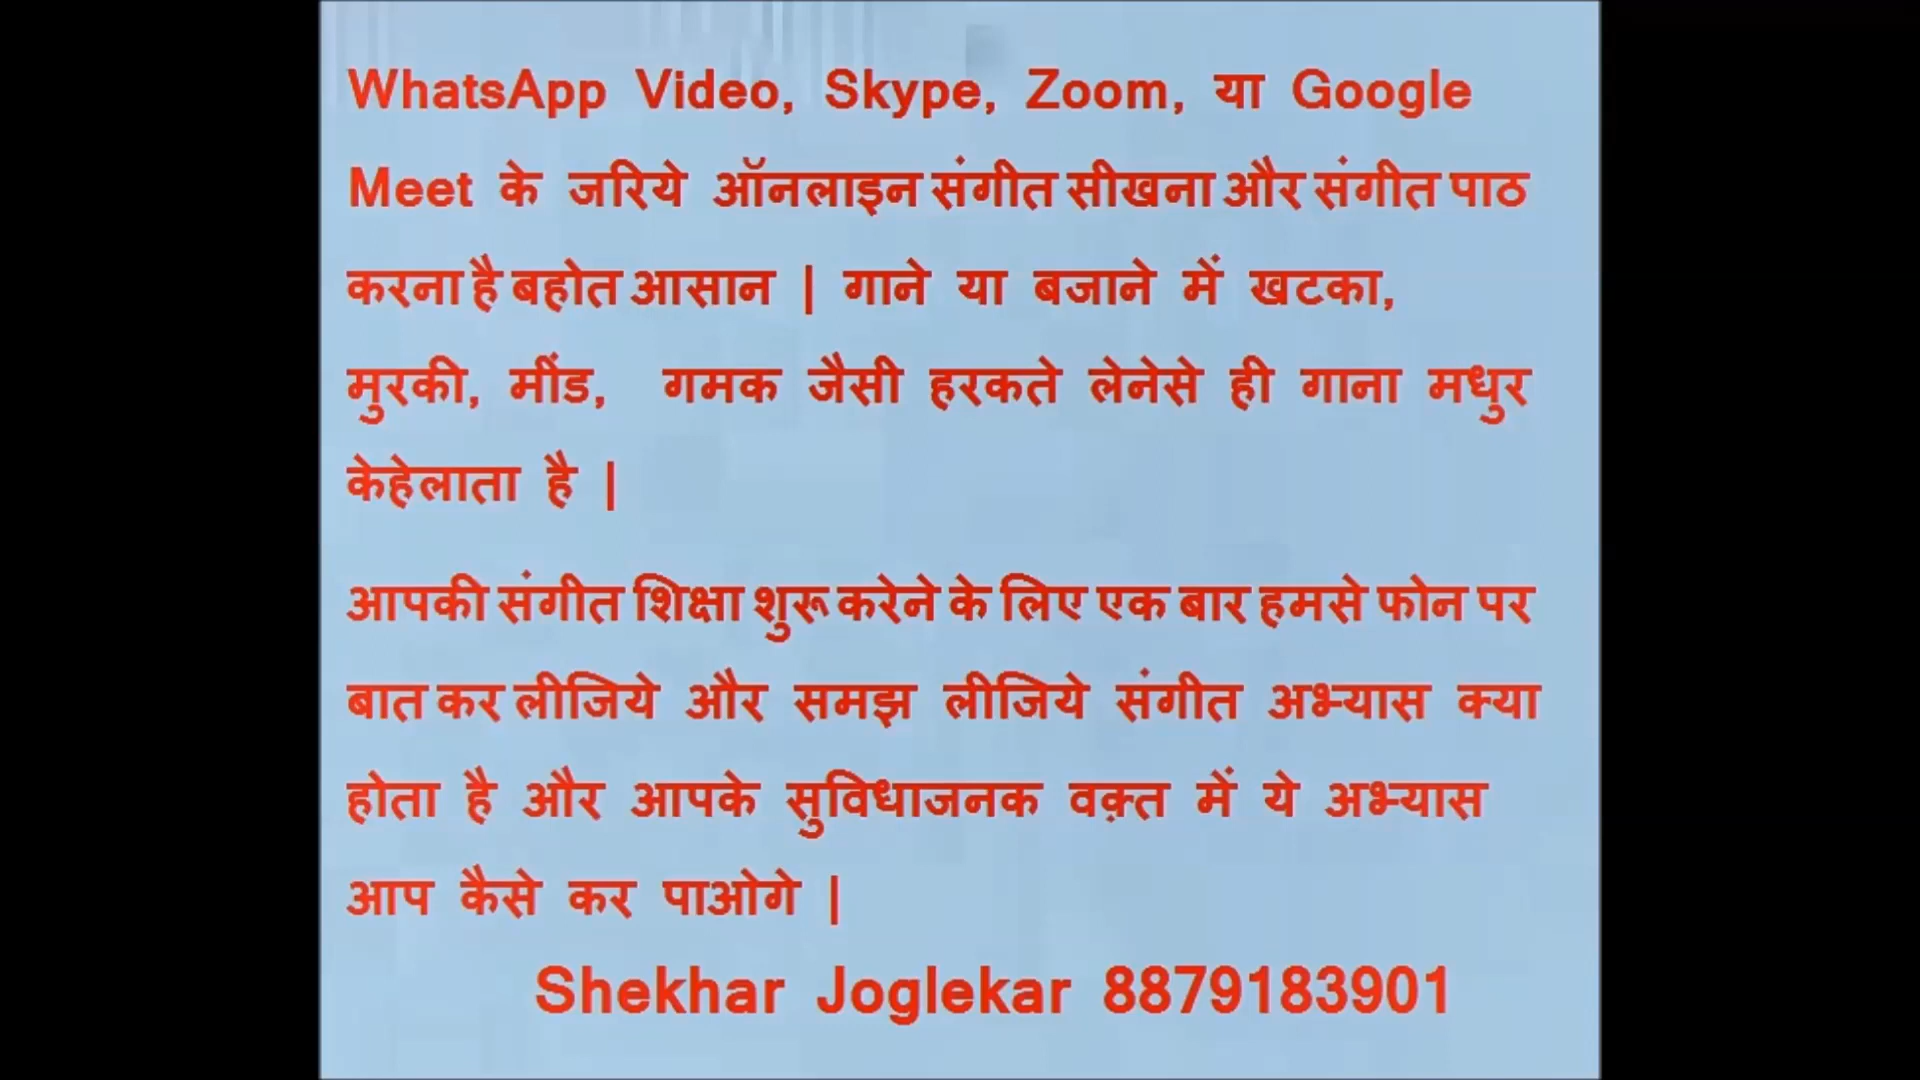 WhatsApp Video, Skype, Zoom, या Google
Meet के जरिये ऑनलाइन संगीत सीखना और संगीत पाठ
करना है बहोत आसान | गाने या बजाने में खटका,
मुरकी, मींड, गमक जैसी हरकते लेनेसे ही गाना मधुर
केहेलाता है |
आपकी संगीत शिक्षा शुरू करेने के लिए एक बार हमसे फोन पर
बात कर लीजिये और समझ लीजिये संगीत अभ्यास क्या
होता है और आपके सुविधाजनक वक़्त में ये अभ्यास
आप कैसे कर पाओगे |
Shekhar Joglekar 8879183901